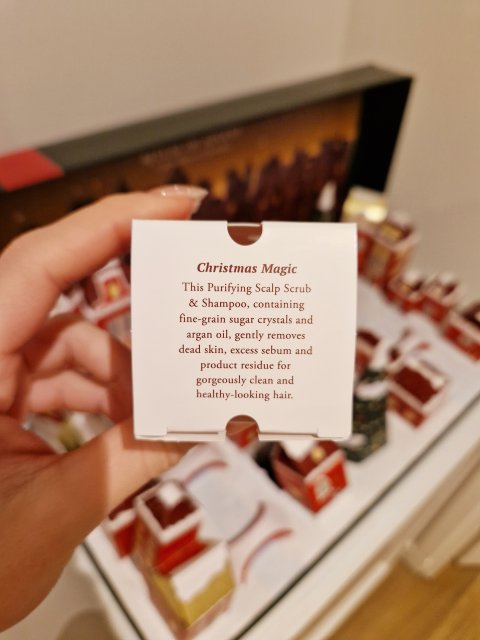 Christmas Magic
This Purifying Scalp Scrub
& Shampoo, containing
fine-grain sugar crystals and
argan oil, gently removes
dead skin, excess sebum and
product residue for
gorgeously clean and
healthy-looking hair.